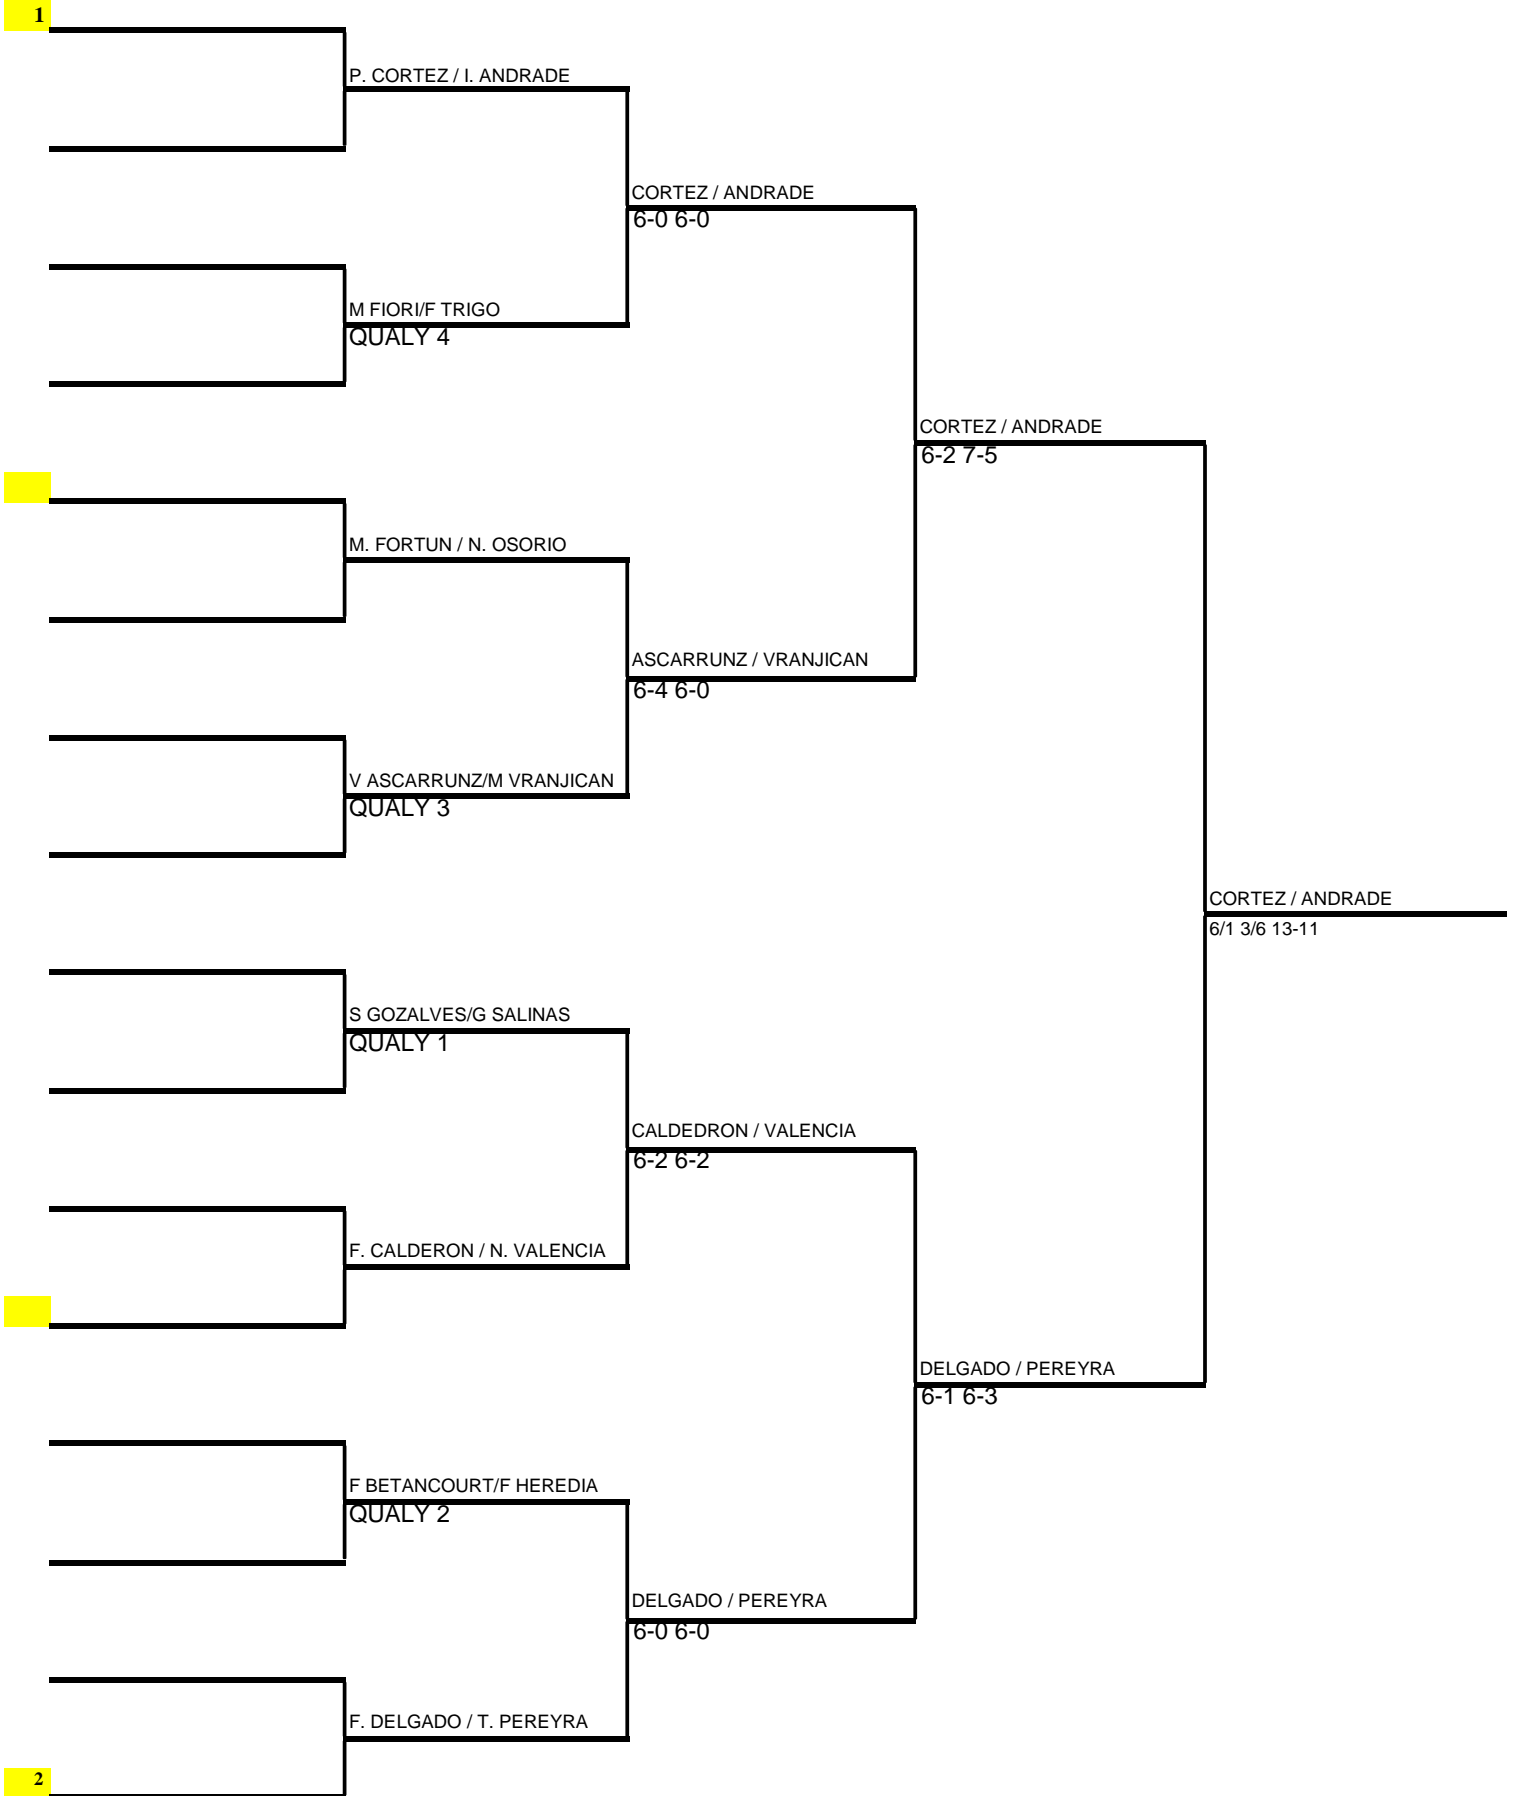 1
P. CORTEZ / I. ANDRADE
CORTEZ / ANDRADE
6-0 6-0
M FIORI/F TRIGO
QUALY 4
CORTEZ / ANDRADE
6-2 7-5
M. FORTUN / N. OSORIO
ASCARRUNZ / VRANJICAN
6-4 6-0
V ASCARRUNZ/M VRANJICAN
QUALY 3
CORTEZ / ANDRADE
6/1 3/6 13-11
S GOZALVES/G SALINAS
QUALY 1
CALDEDRON / VALENCIA
6-2 6-2
F. CALDERON / N. VALENCIA
DELGADO / PEREYRA
6-1 6-3
F BETANCOURT/F HEREDIA
QUALY 2
DELGADO / PEREYRA
6-0 6-0
F. DELGADO / T. PEREYRA
2